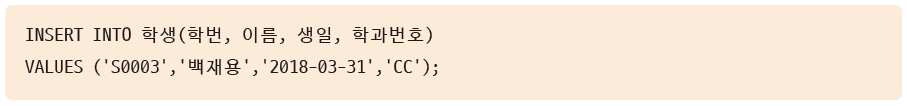 INSERT INTO 학생(학번, 이름, 생일, 학과번호)
VALUES ('S0003','백재용','2018-03-31','CC');